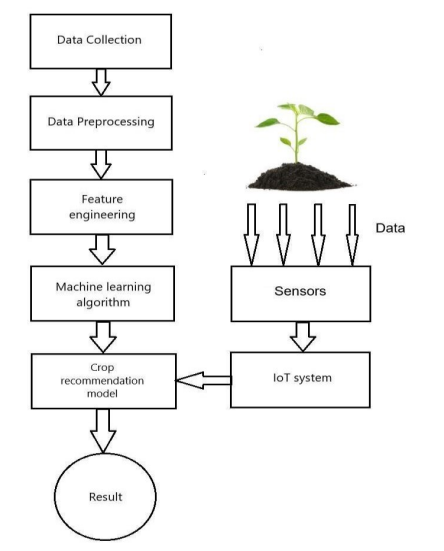 Data Collection
Data Preprocessing
Feature
engineering
Machine learning
algorithm
Crop
recommendation
model
Result
Data
Sensors
IoT system